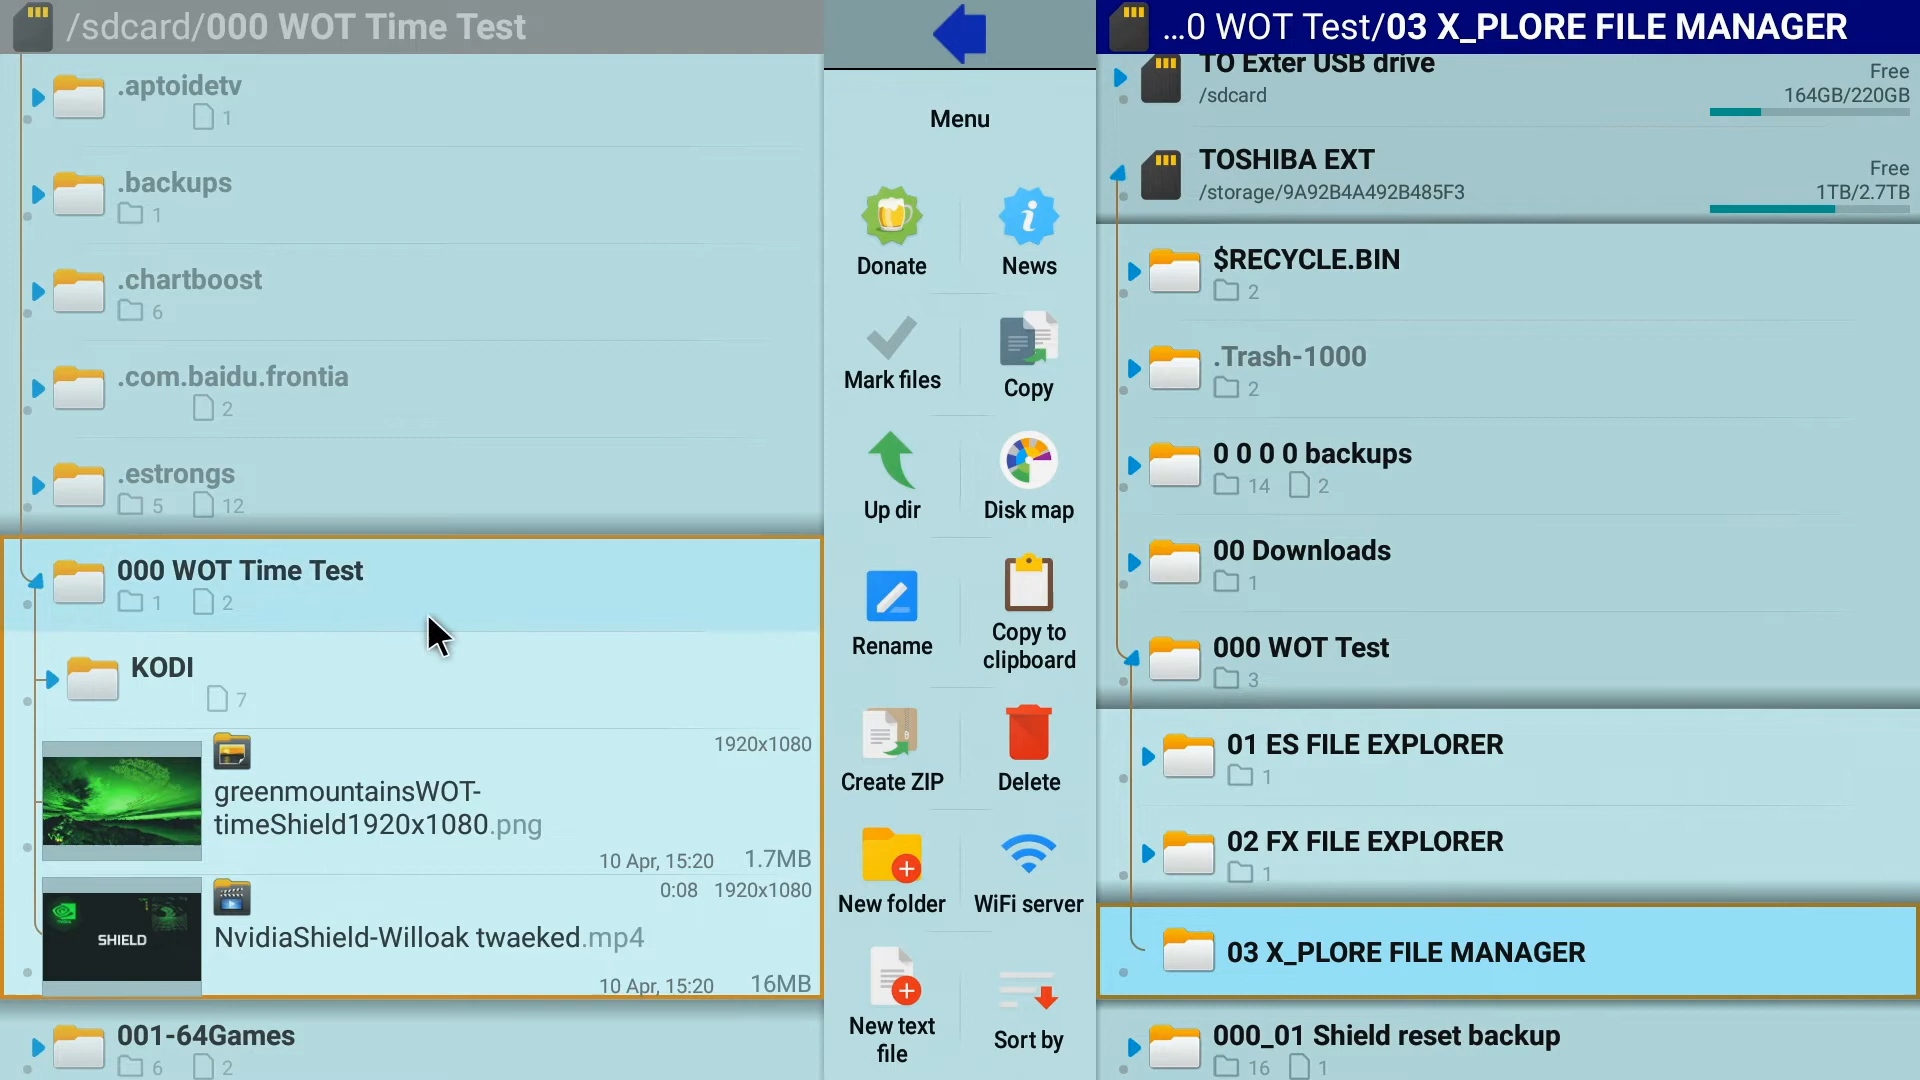 /sdcard/000 WOT Time Test
.aptoidetv
1
.backups
1
.chartboost
6
.com.baidu.frontia
2
.estrongs
5 12
000 WOT Time Test
1 2
KODI
7
1920x1080
greenmountainsWOT-
timeShield1920x1080.png
10 Apr, 15:20 1.7MB
0:08 1920x1080
SHIELD
NvidiaShield-Willoak twaeked.mp4
10 Apr, 15:20 16MB
001-64Games
6 2
Menu
Donate
News
Mark files
Copy
Up dir
Disk map
Rename
Copy to
clipboard
Create ZIP
Delete
New folder
WiFi server
New text
file
Sort by
...0 WOT Test/03 X_PLORE FILE MANAGER
TO Exter USB drive
/sdcard
Free
164GB/220GB
TOSHIBA EXT
/storage/9A92B4A492B485F3
Free
1TB/2.7TB
$RECYCLE.BIN
2
.Trash-1000
2
0 0 0 0 backups
14 2
00 Downloads
1
000 WOT Test
3
01 ES FILE EXPLORER
1
02 FX FILE EXPLORER
1
03 X_PLORE FILE MANAGER
000_01 Shield reset backup
16 1